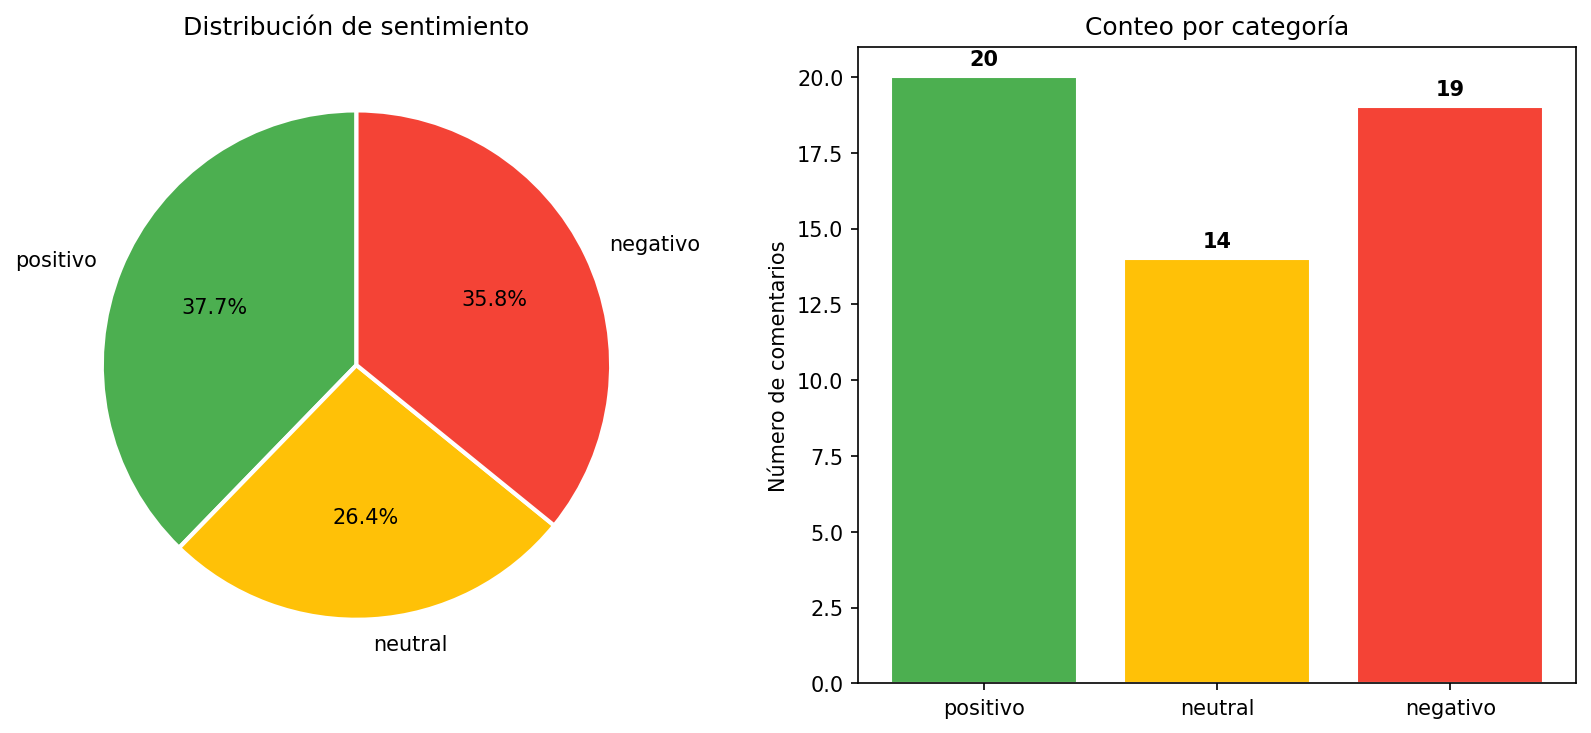 Distribución de sentimiento
positivo
37.7%
negativo
35.8%
26.4%
neutral
Conteo por categoría
Número de comentarios
20.0
17.5
15.0
12.5
10.0
7.5
5.0
2.5
0.0
20
14
19
positivo
neutral
negativo